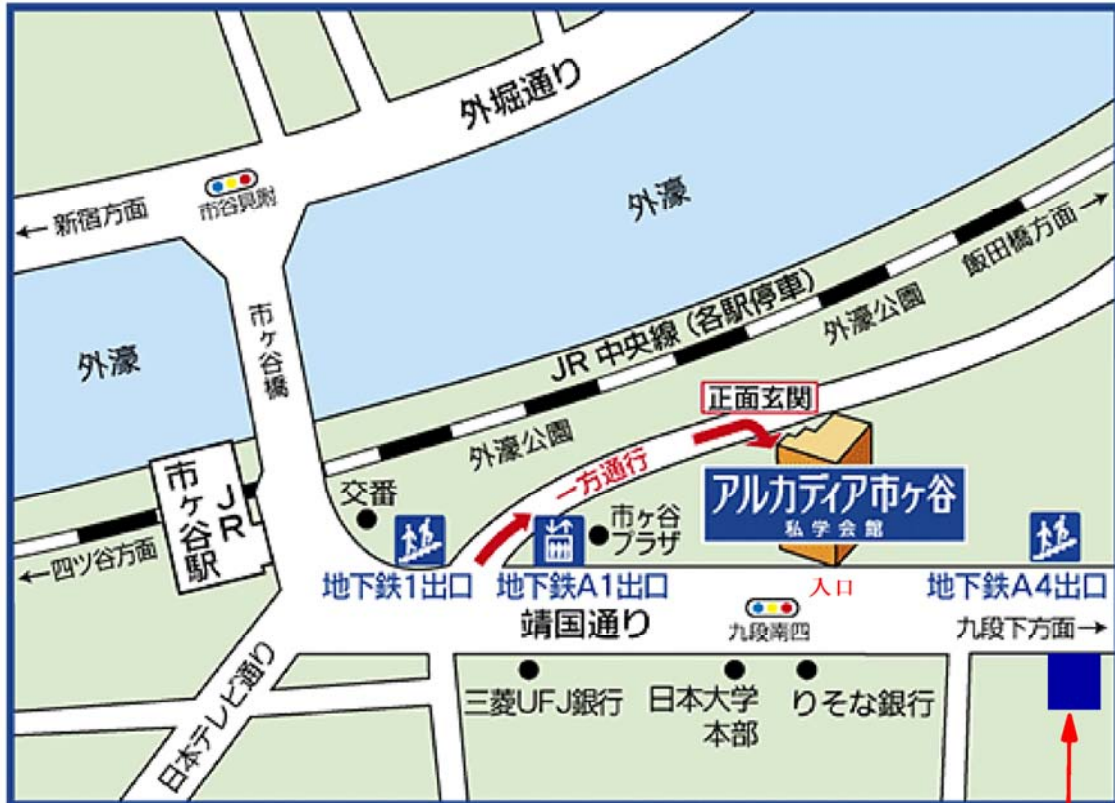 外堀通り
市谷見附
← 新宿方面
外濠
飯田橋方面 →
市ヶ谷橋
外濠
JR 中央線 (各駅停車)
外濠公園
正面玄関
外濠公園
一方通行
アルカディア市ヶ谷
私学会館
JR
市ヶ谷駅
交番
市ヶ谷
プラザ
← 四ツ谷方面
地下鉄1出口
地下鉄A1出口
入口
地下鉄A4出口
靖国通り
九段南四
九段下方面→
日本テレビ通り
三菱UFJ銀行
日本大学
本部
りそな銀行